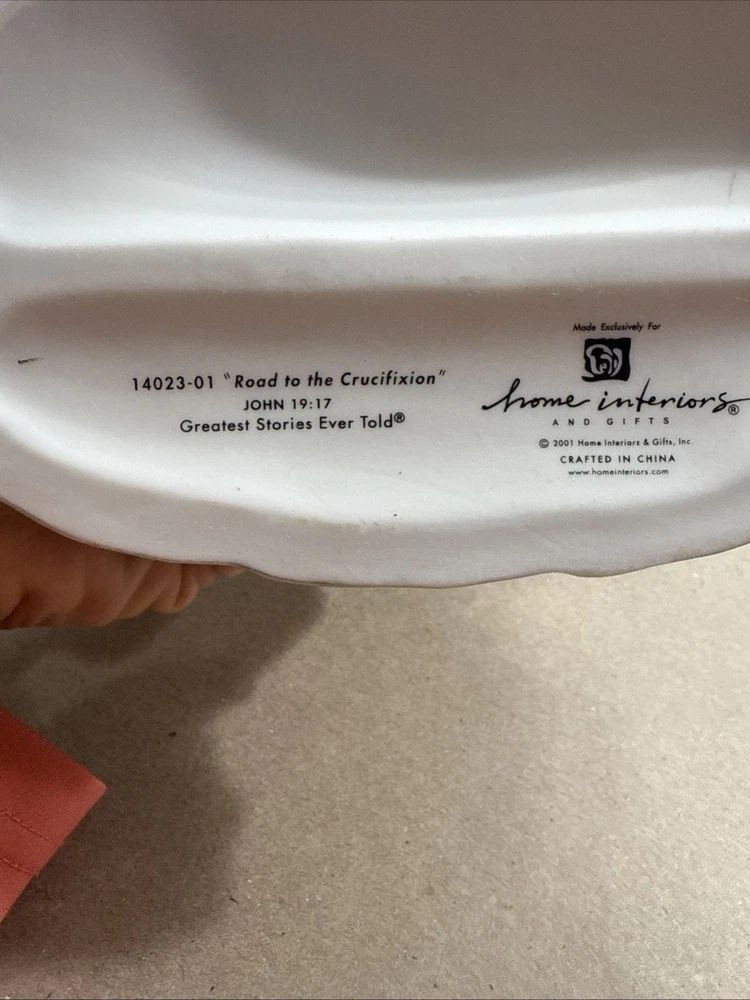 14023-01 "Road to the Crucifixion"
JOHN 19:17
Greatest Stories Ever Told®
Made Exclusively For
home interiors®
AND GIFTS
© 2001 Home Interiors & Gifts, Inc.
CRAFTED IN CHINA
www.homeinteriors.com